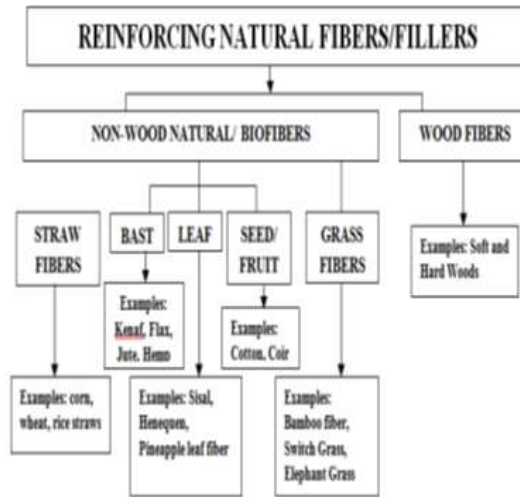 REINFORCING NATURAL FIBERS/FILLERS
NON-WOOD NATURAL/ BIOFIBERS
WOOD FIBERS
STRAW
FIBERS
BAST
LEAF
SEED/
FRUIT
GRASS
FIBERS
Examples: Soft and
Hard Woods
Examples:
Kenaf, Flax,
Jute. Hemp
Examples:
Cotton, Coir
Examples: corn,
wheat, rice straws
Examples: Sisal,
Henequen,
Pineapple leaf fiber
Examples:
Bamboo fiber,
Switch Grass,
Elephant Grass